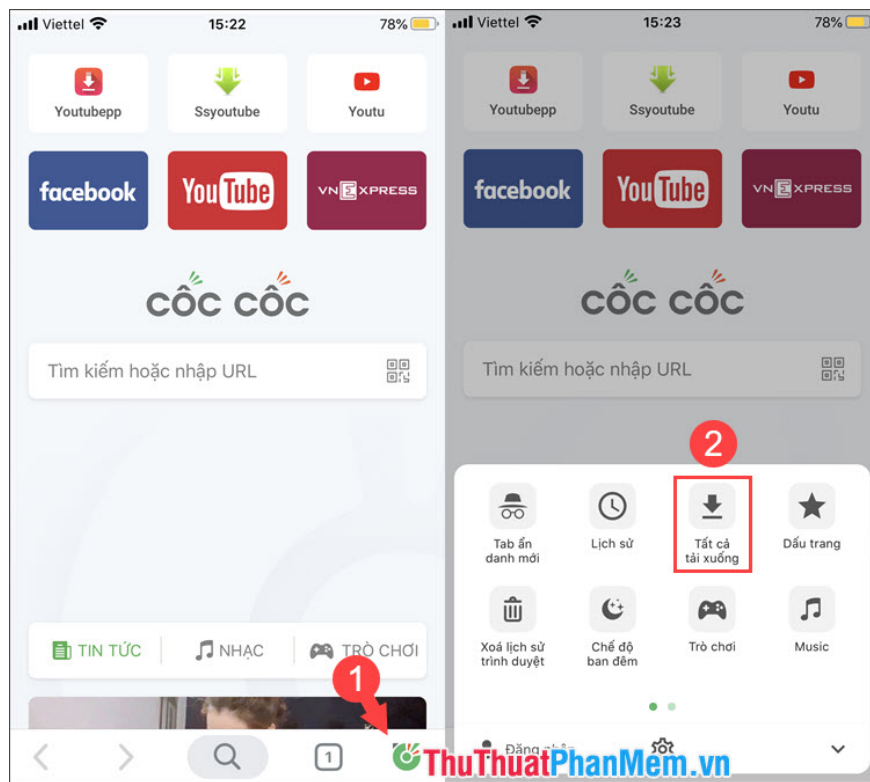 Viettel 15:22 78%
Youtubepp Ssyoutube Youtu
facebook YouTube VNEXPRESS
cốc cốc
Tìm kiếm hoặc nhập URL
TIN TỨC NHẠC TRÒ CHƠI
1
1
Viettel 15:23 78%
Youtubepp Ssyoutube Youtu
facebook YouTube VNEXPRESS
cốc cốc
Tìm kiếm hoặc nhập URL
2
Tab ẩn
danh mới
Lịch sử
Tất cả
tải xuống
Dấu trang
Xoá lịch sử
trình duyệt
Chế độ
ban đêm
Trò chơi
Music
Đăng nhập
ThuThuatPhanMem.vn